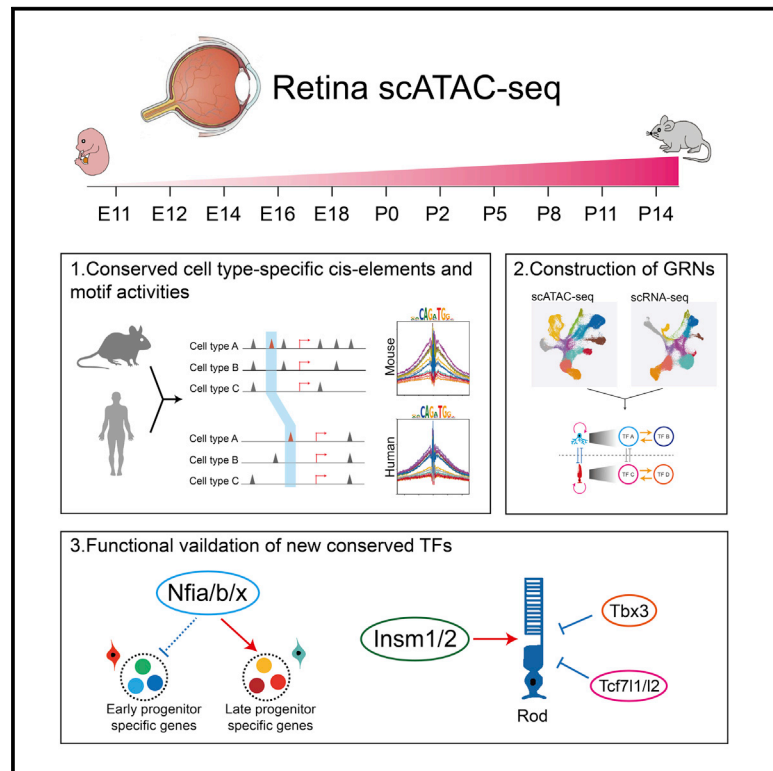 Retina scATAC-seq
E11 E12 E14 E16 E18 P0 P2 P5 P8 P11 P14
1.Conserved cell type-specific cis-elements and
motif activities
Cell type A
Cell type B
Cell type C
Cell type A
Cell type B
Cell type C
CAGATG
Mouse
CAGATG
Human
2.Construction of GRNs
scATAC-seq scRNA-seq
TF A TF B
TF C TF D
3.Functional vaildation of new conserved TFs
Nfia/b/x
Early progenitor
specific genes
Late progenitor
specific genes
Insm1/2
Rod
Tbx3
Tcf7l1/l2